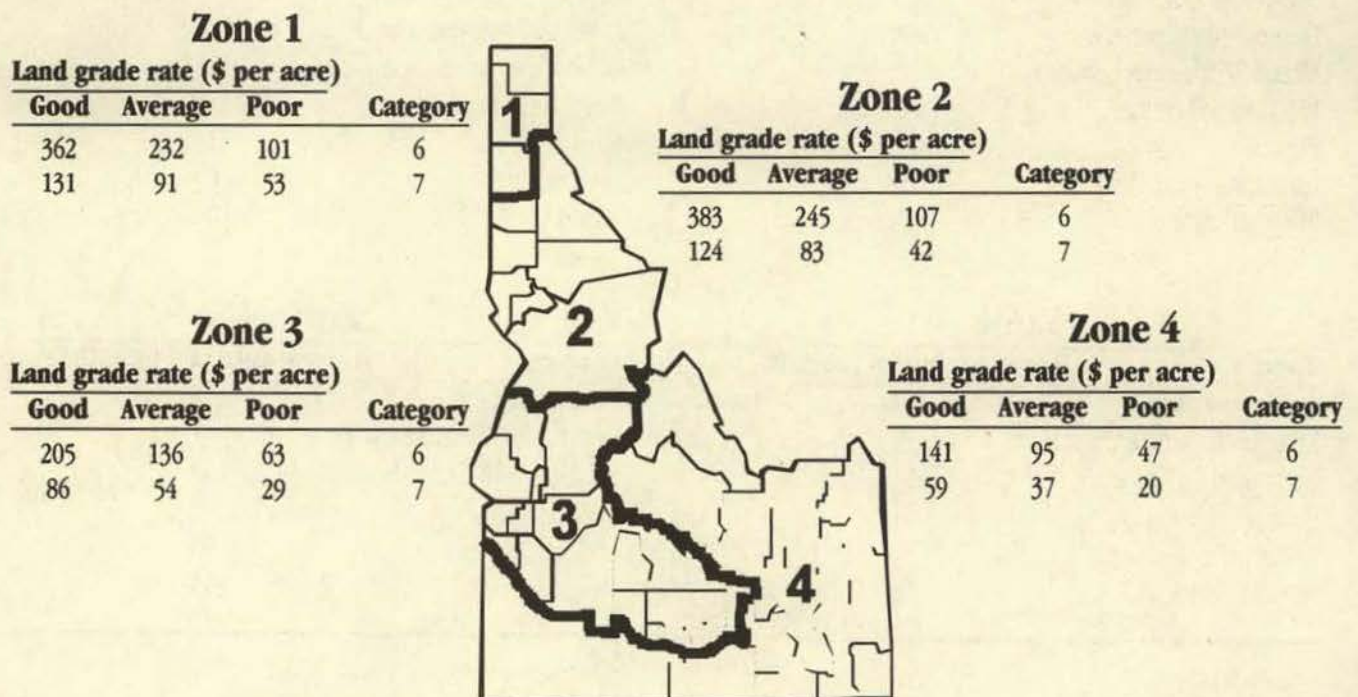 Zone 1
Land grade rate ($ per acre)
Good Average Poor Category
362 232 101 6
131 91 53 7
Zone 2
Land grade rate ($ per acre)
Good Average Poor Category
383 245 107 6
124 83 42 7
Zone 3
Land grade rate ($ per acre)
Good Average Poor Category
205 136 63 6
86 54 29 7
Zone 4
Land grade rate ($ per acre)
Good Average Poor Category
141 95 47 6
59 37 20 7
1
2
3
4